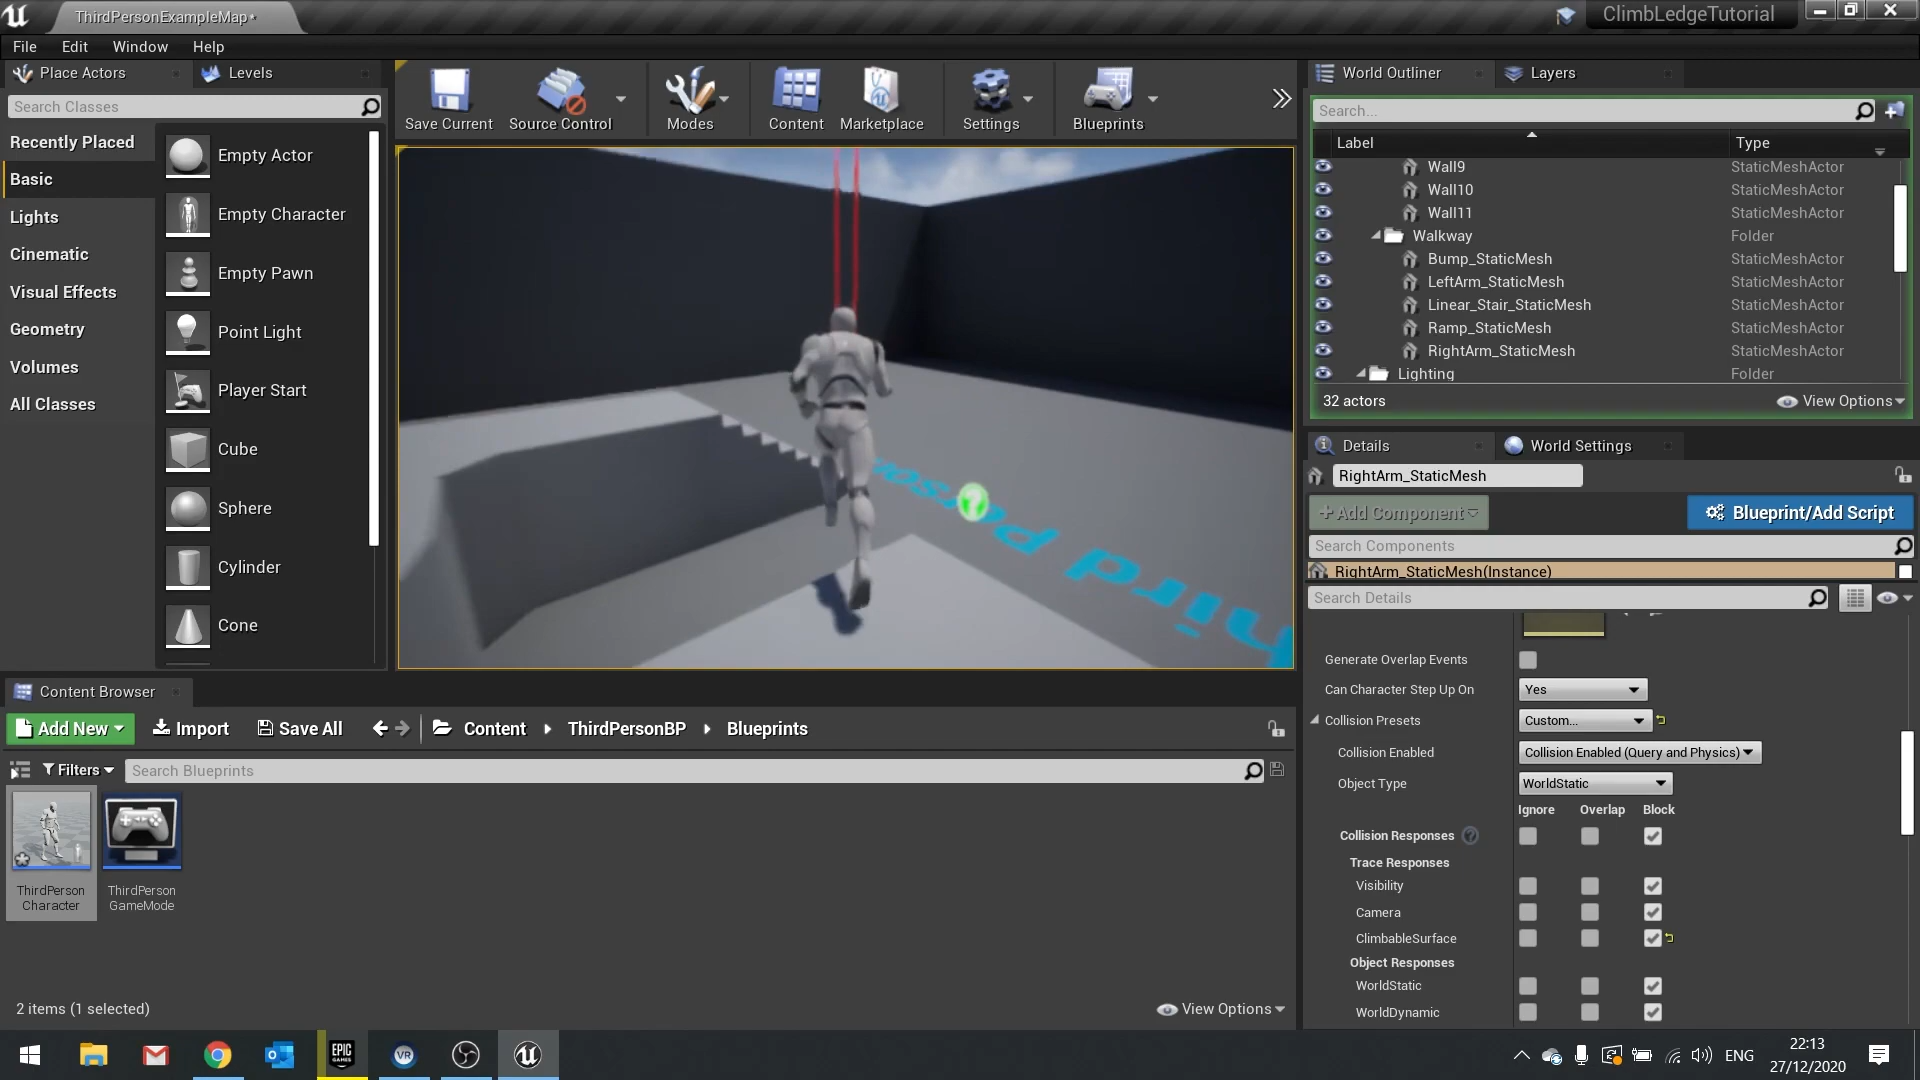 ThirdPersonExampleMap*
ClimbLedgeTutorial
File Edit Window Help
Place Actors
Levels
Search Classes
Recently Placed
Basic
Lights
Cinematic
Visual Effects
Geometry
Volumes
All Classes
Empty Actor
Empty Character
Empty Pawn
Point Light
Player Start
Cube
Sphere
Cylinder
Cone
Save Current
Source Control
Modes
Content
Marketplace
Settings
Blueprints
hird Person
World Outliner
Layers
Search...
Label Type
Wall9 StaticMeshActor
Wall10 StaticMeshActor
Wall11 StaticMeshActor
Walkway Folder
Bump_StaticMesh StaticMeshActor
LeftArm_StaticMesh StaticMeshActor
Linear_Stair_StaticMesh StaticMeshActor
Ramp_StaticMesh StaticMeshActor
RightArm_StaticMesh StaticMeshActor
Lighting Folder
32 actors
View Options
Details
World Settings
RightArm_StaticMesh
+Add Component
Blueprint/Add Script
Search Components
RightArm_StaticMesh(Instance)
Search Details
Generate Overlap Events
Can Character Step Up On Yes
Collision Presets Custom...
Collision Enabled Collision Enabled (Query and Physics)
Object Type WorldStatic
Ignore Overlap Block
Collision Responses
Trace Responses
Visibility
Camera
ClimbableSurface
Object Responses
WorldStatic
WorldDynamic
Content Browser
Add New
Import
Save All
Content
ThirdPersonBP
Blueprints
Filters
Search Blueprints
ThirdPerson
Character
ThirdPerson
GameMode
2 items (1 selected)
View Options
EPIC
GAMES
VR
ENG
22:13
27/12/2020